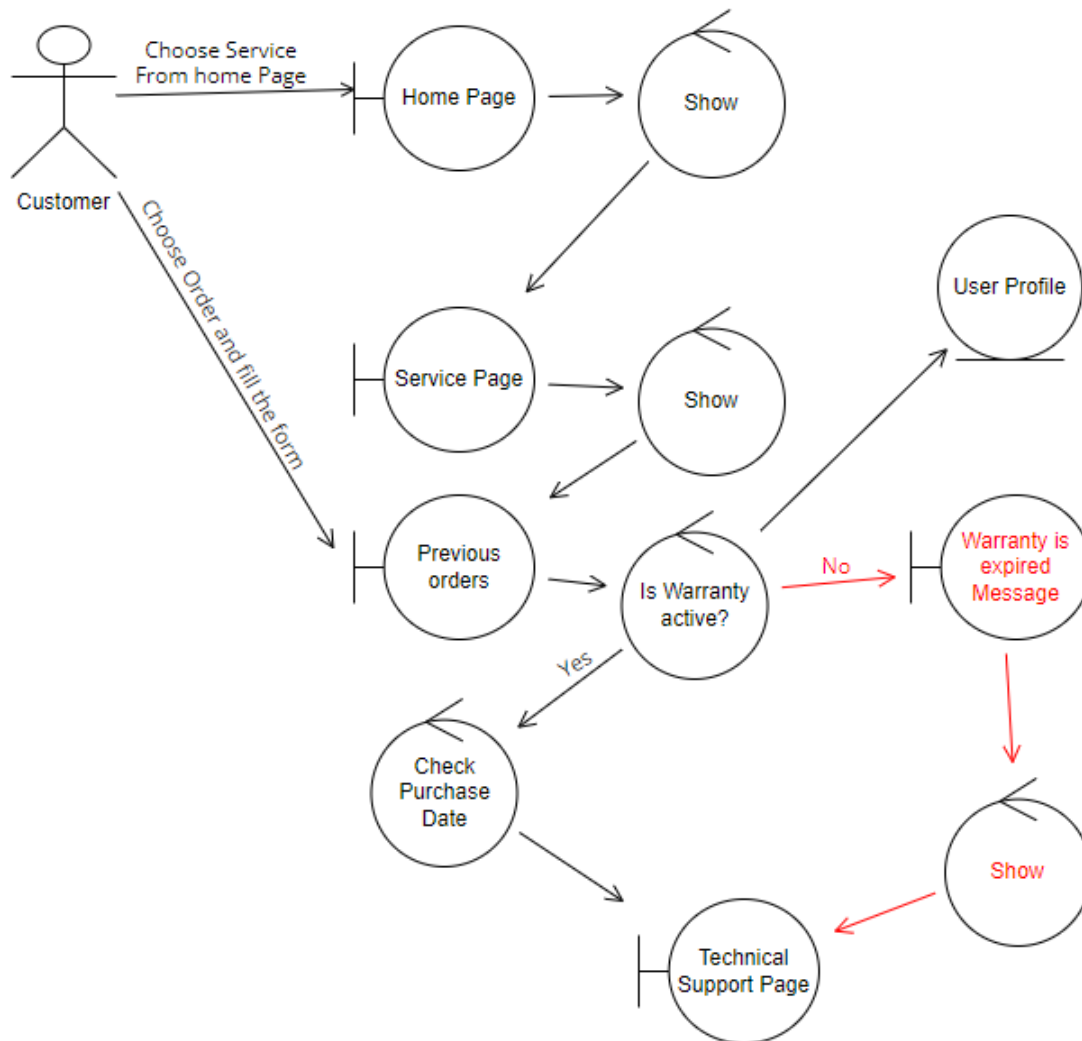 Choose Service
From home Page
Home Page
Show
Customer
Choose Order and fill the form
User Profile
Service Page
Show
Previous
orders
Is Warranty
active?
No
Warranty is
expired
Message
Yes
Check
Purchase
Date
Show
Technical
Support Page